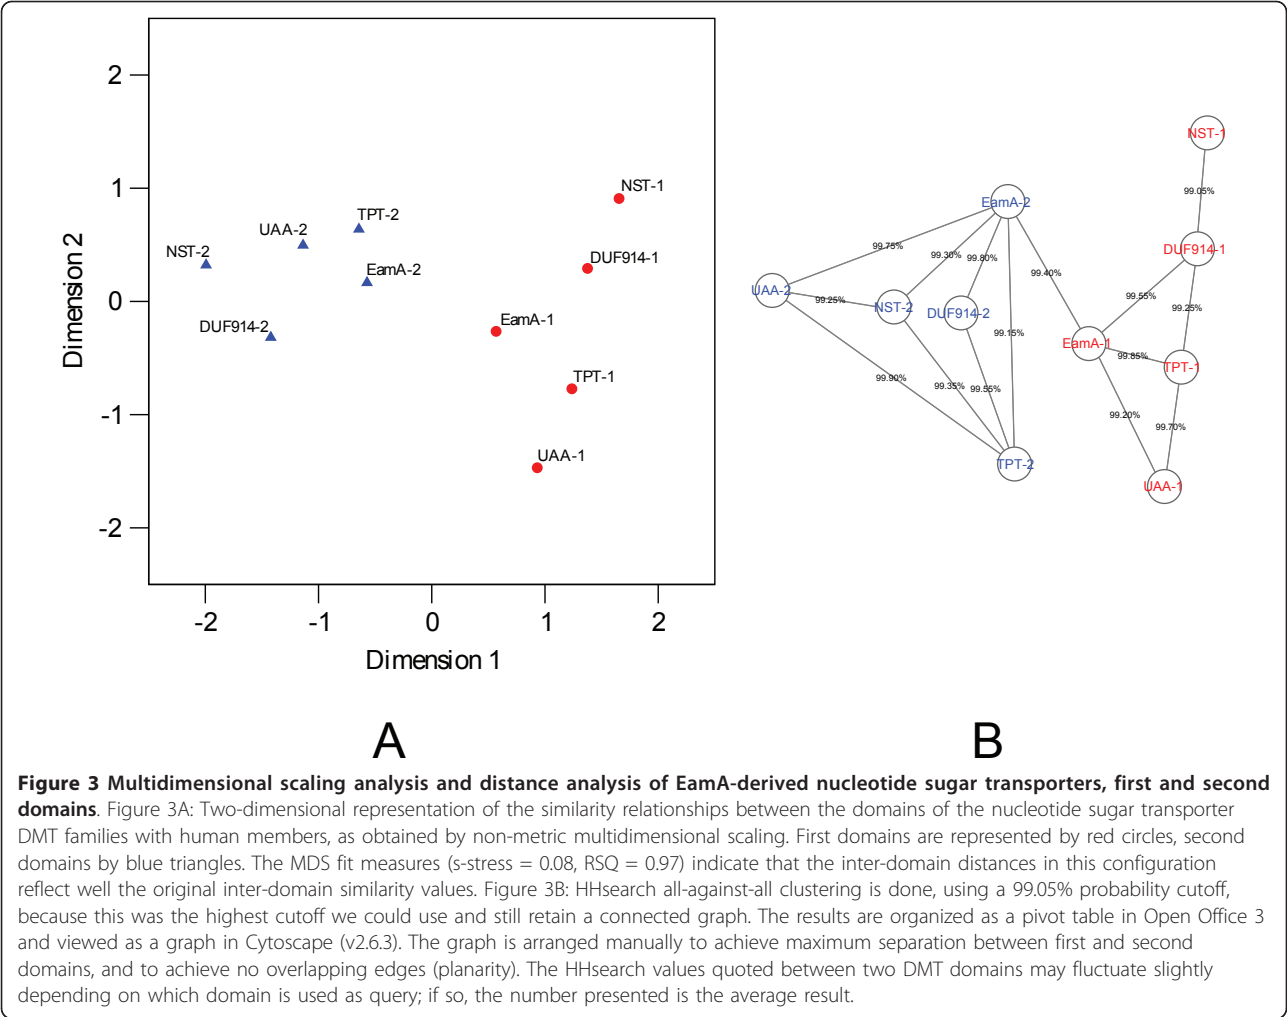 2
1
0
-1
-2
Dimension 2
-2
-1
0
1
2
Dimension 1
NST-1
DUF914-1
EamA-1
TPT-1
UAA-1
TPT-2
UAA-2
NST-2
EamA-2
DUF914-2
A
NST-1
99.05%
EamA-2
DUF914-1
99.75%
99.30%
99.80%
99.40%
UAA-2
99.25%
NST-2
DUF914-2
99.55%
99.25%
99.15%
EamA-1
99.85%
TPT-1
99.90%
99.35%
99.55%
99.20%
99.70%
TPT-2
UAA-1
B
Figure 3 Multidimensional scaling analysis and distance analysis of EamA-derived nucleotide sugar transporters, first and second
domains. Figure 3A: Two-dimensional representation of the similarity relationships between the domains of the nucleotide sugar transporter
DMT families with human members, as obtained by non-metric multidimensional scaling. First domains are represented by red circles, second
domains by blue triangles. The MDS fit measures (s-stress = 0.08, RSQ = 0.97) indicate that the inter-domain distances in this configuration
reflect well the original inter-domain similarity values. Figure 3B: HHsearch all-against-all clustering is done, using a 99.05% probability cutoff,
because this was the highest cutoff we could use and still retain a connected graph. The results are organized as a pivot table in Open Office 3
and viewed as a graph in Cytoscape (v2.6.3). The graph is arranged manually to achieve maximum separation between first and second
domains, and to achieve no overlapping edges (planarity). The HHsearch values quoted between two DMT domains may fluctuate slightly
depending on which domain is used as query; if so, the number presented is the average result.